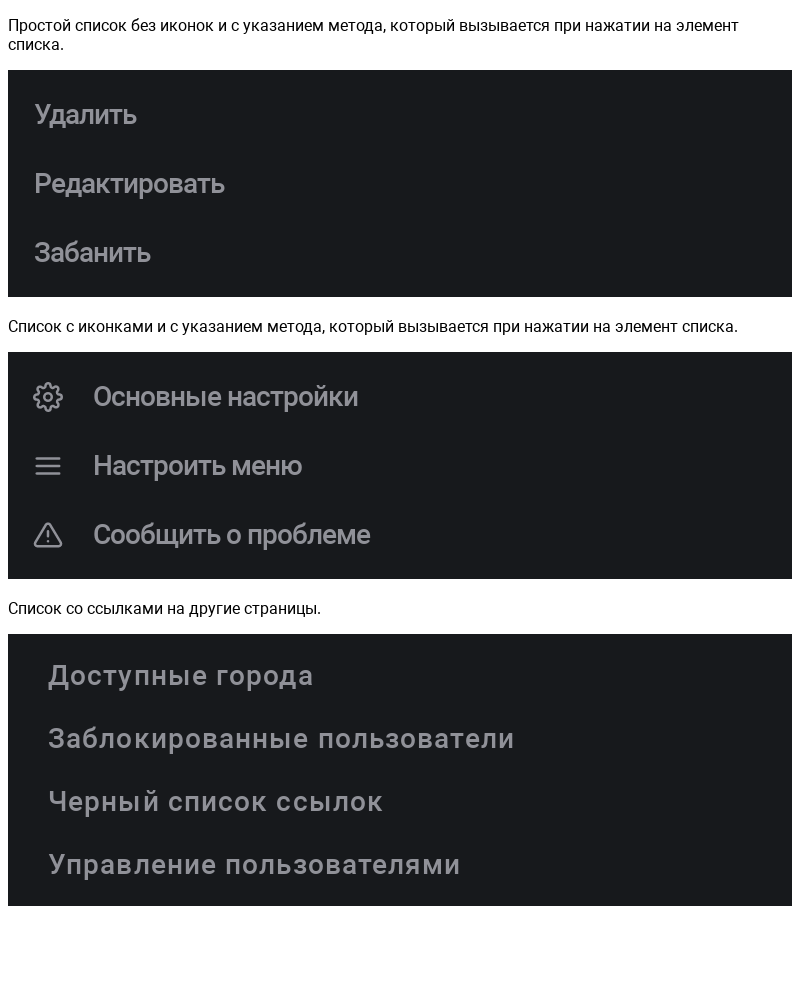 Простой список без иконок и с указанием метода, который вызывается при нажатии на элемент
списка.
Удалить
Редактировать
Забанить
Список с иконками и с указанием метода, который вызывается при нажатии на элемент списка.
Основные настройки
Настроить меню
Сообщить о проблеме
Список со ссылками на другие страницы.
Доступные города
Заблокированные пользователи
Черный список ссылок
Управление пользователями